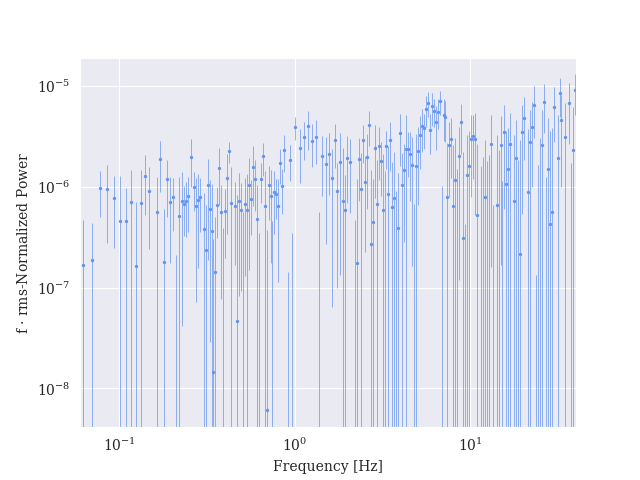 f · rms-Normalized Power
10⁻⁵
10⁻⁶
10⁻⁷
10⁻⁸
10⁻¹ 10⁰ 10¹
Frequency [Hz]